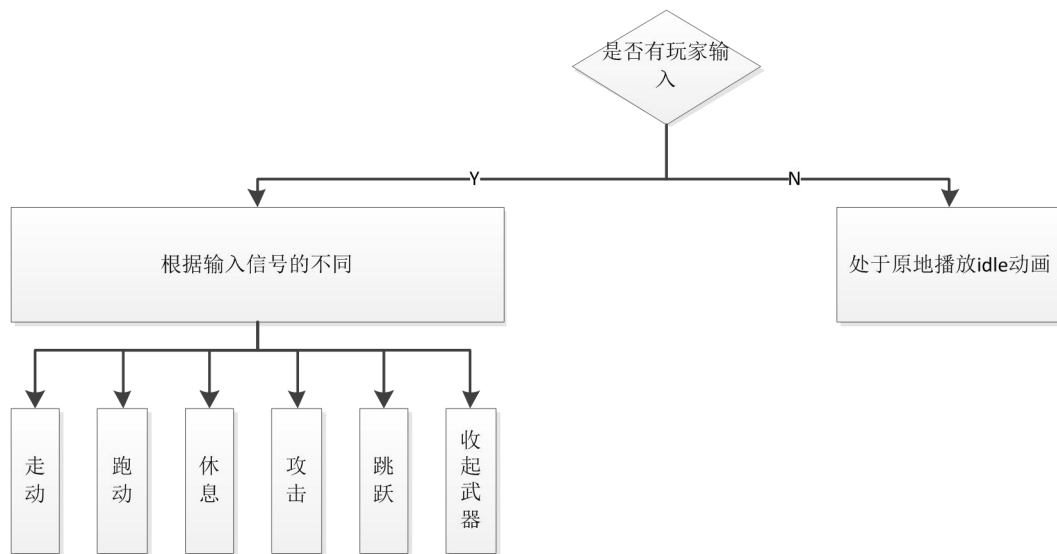 是否有玩家输
入
Y
N
根据输入信号的不同
处于原地播放idle动画
走
动
跑
动
休
息
攻
击
跳
跃
收
起
武
器